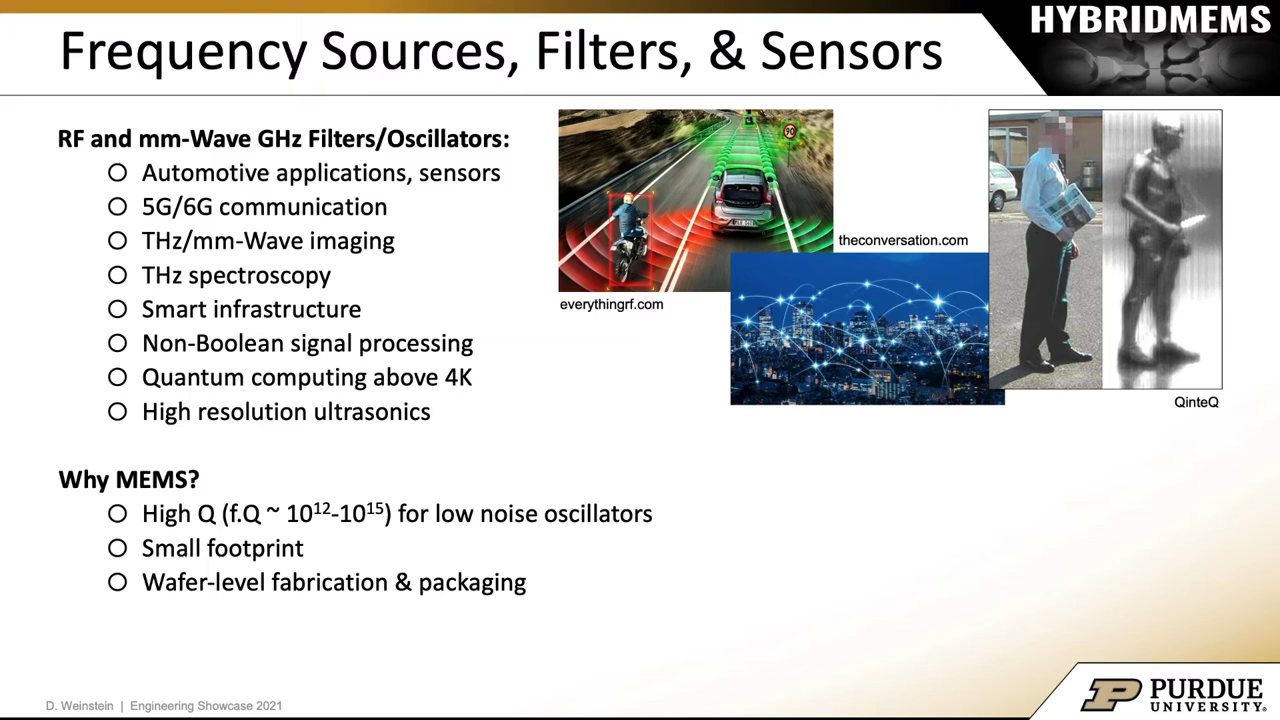 HYBRIDMEMS
Frequency Sources, Filters, & Sensors
RF and mm-Wave GHz Filters/Oscillators:
Automotive applications, sensors
5G/6G communication
THz/mm-Wave imaging
THz spectroscopy
Smart infrastructure
Non-Boolean signal processing
Quantum computing above 4K
High resolution ultrasonics
90
everythingrf.com
theconversation.com
QinteQ
Why MEMS?
High Q (f.Q ~ 10¹²-10¹⁵) for low noise oscillators
Small footprint
Wafer-level fabrication & packaging
D. Weinstein | Engineering Showcase 2021
PURDUE
UNIVERSITY®